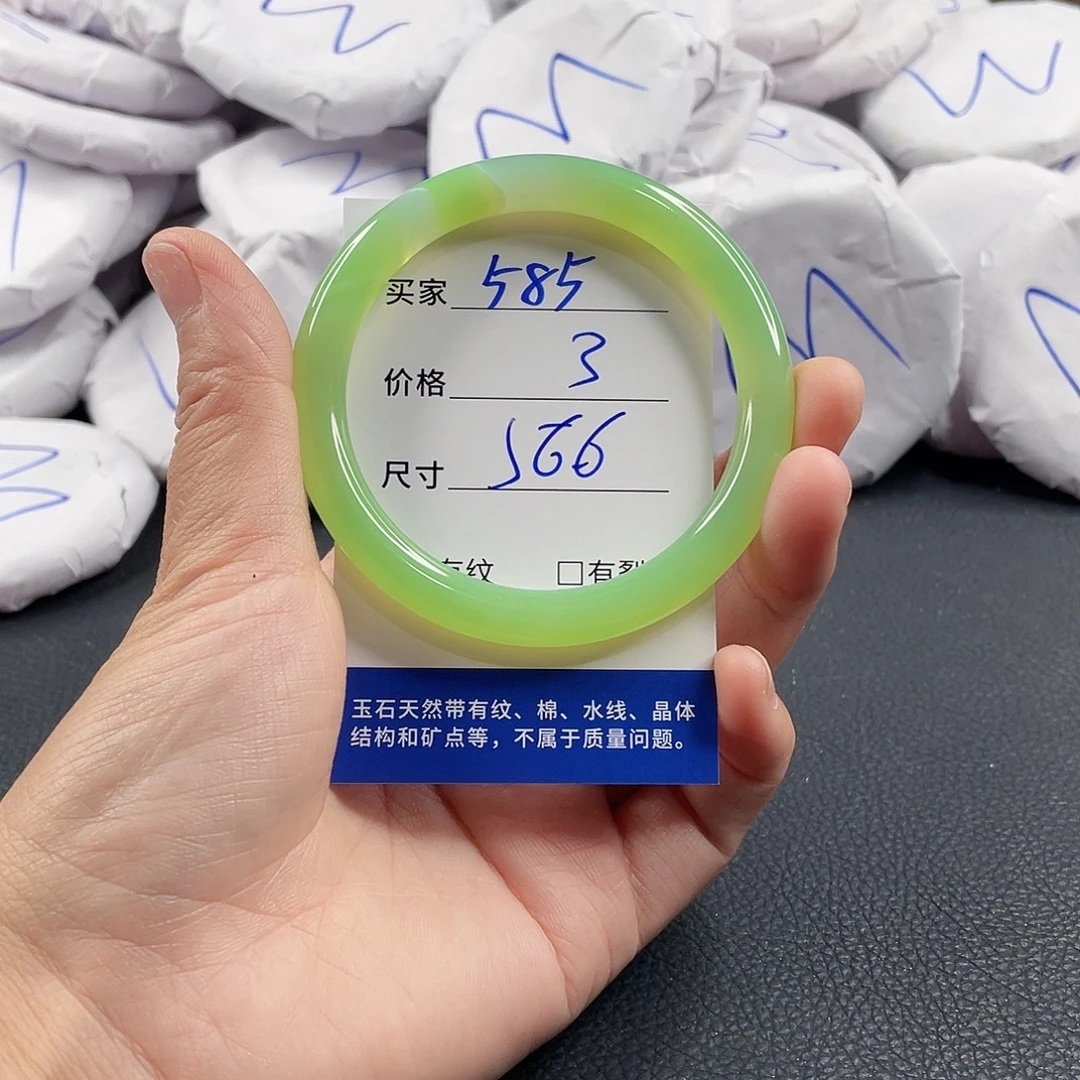 买家 585
价格 3
尺寸 566
有纹 □有裂
玉石天然带有纹、棉、水线、晶体
结构和矿点等，不属于质量问题。